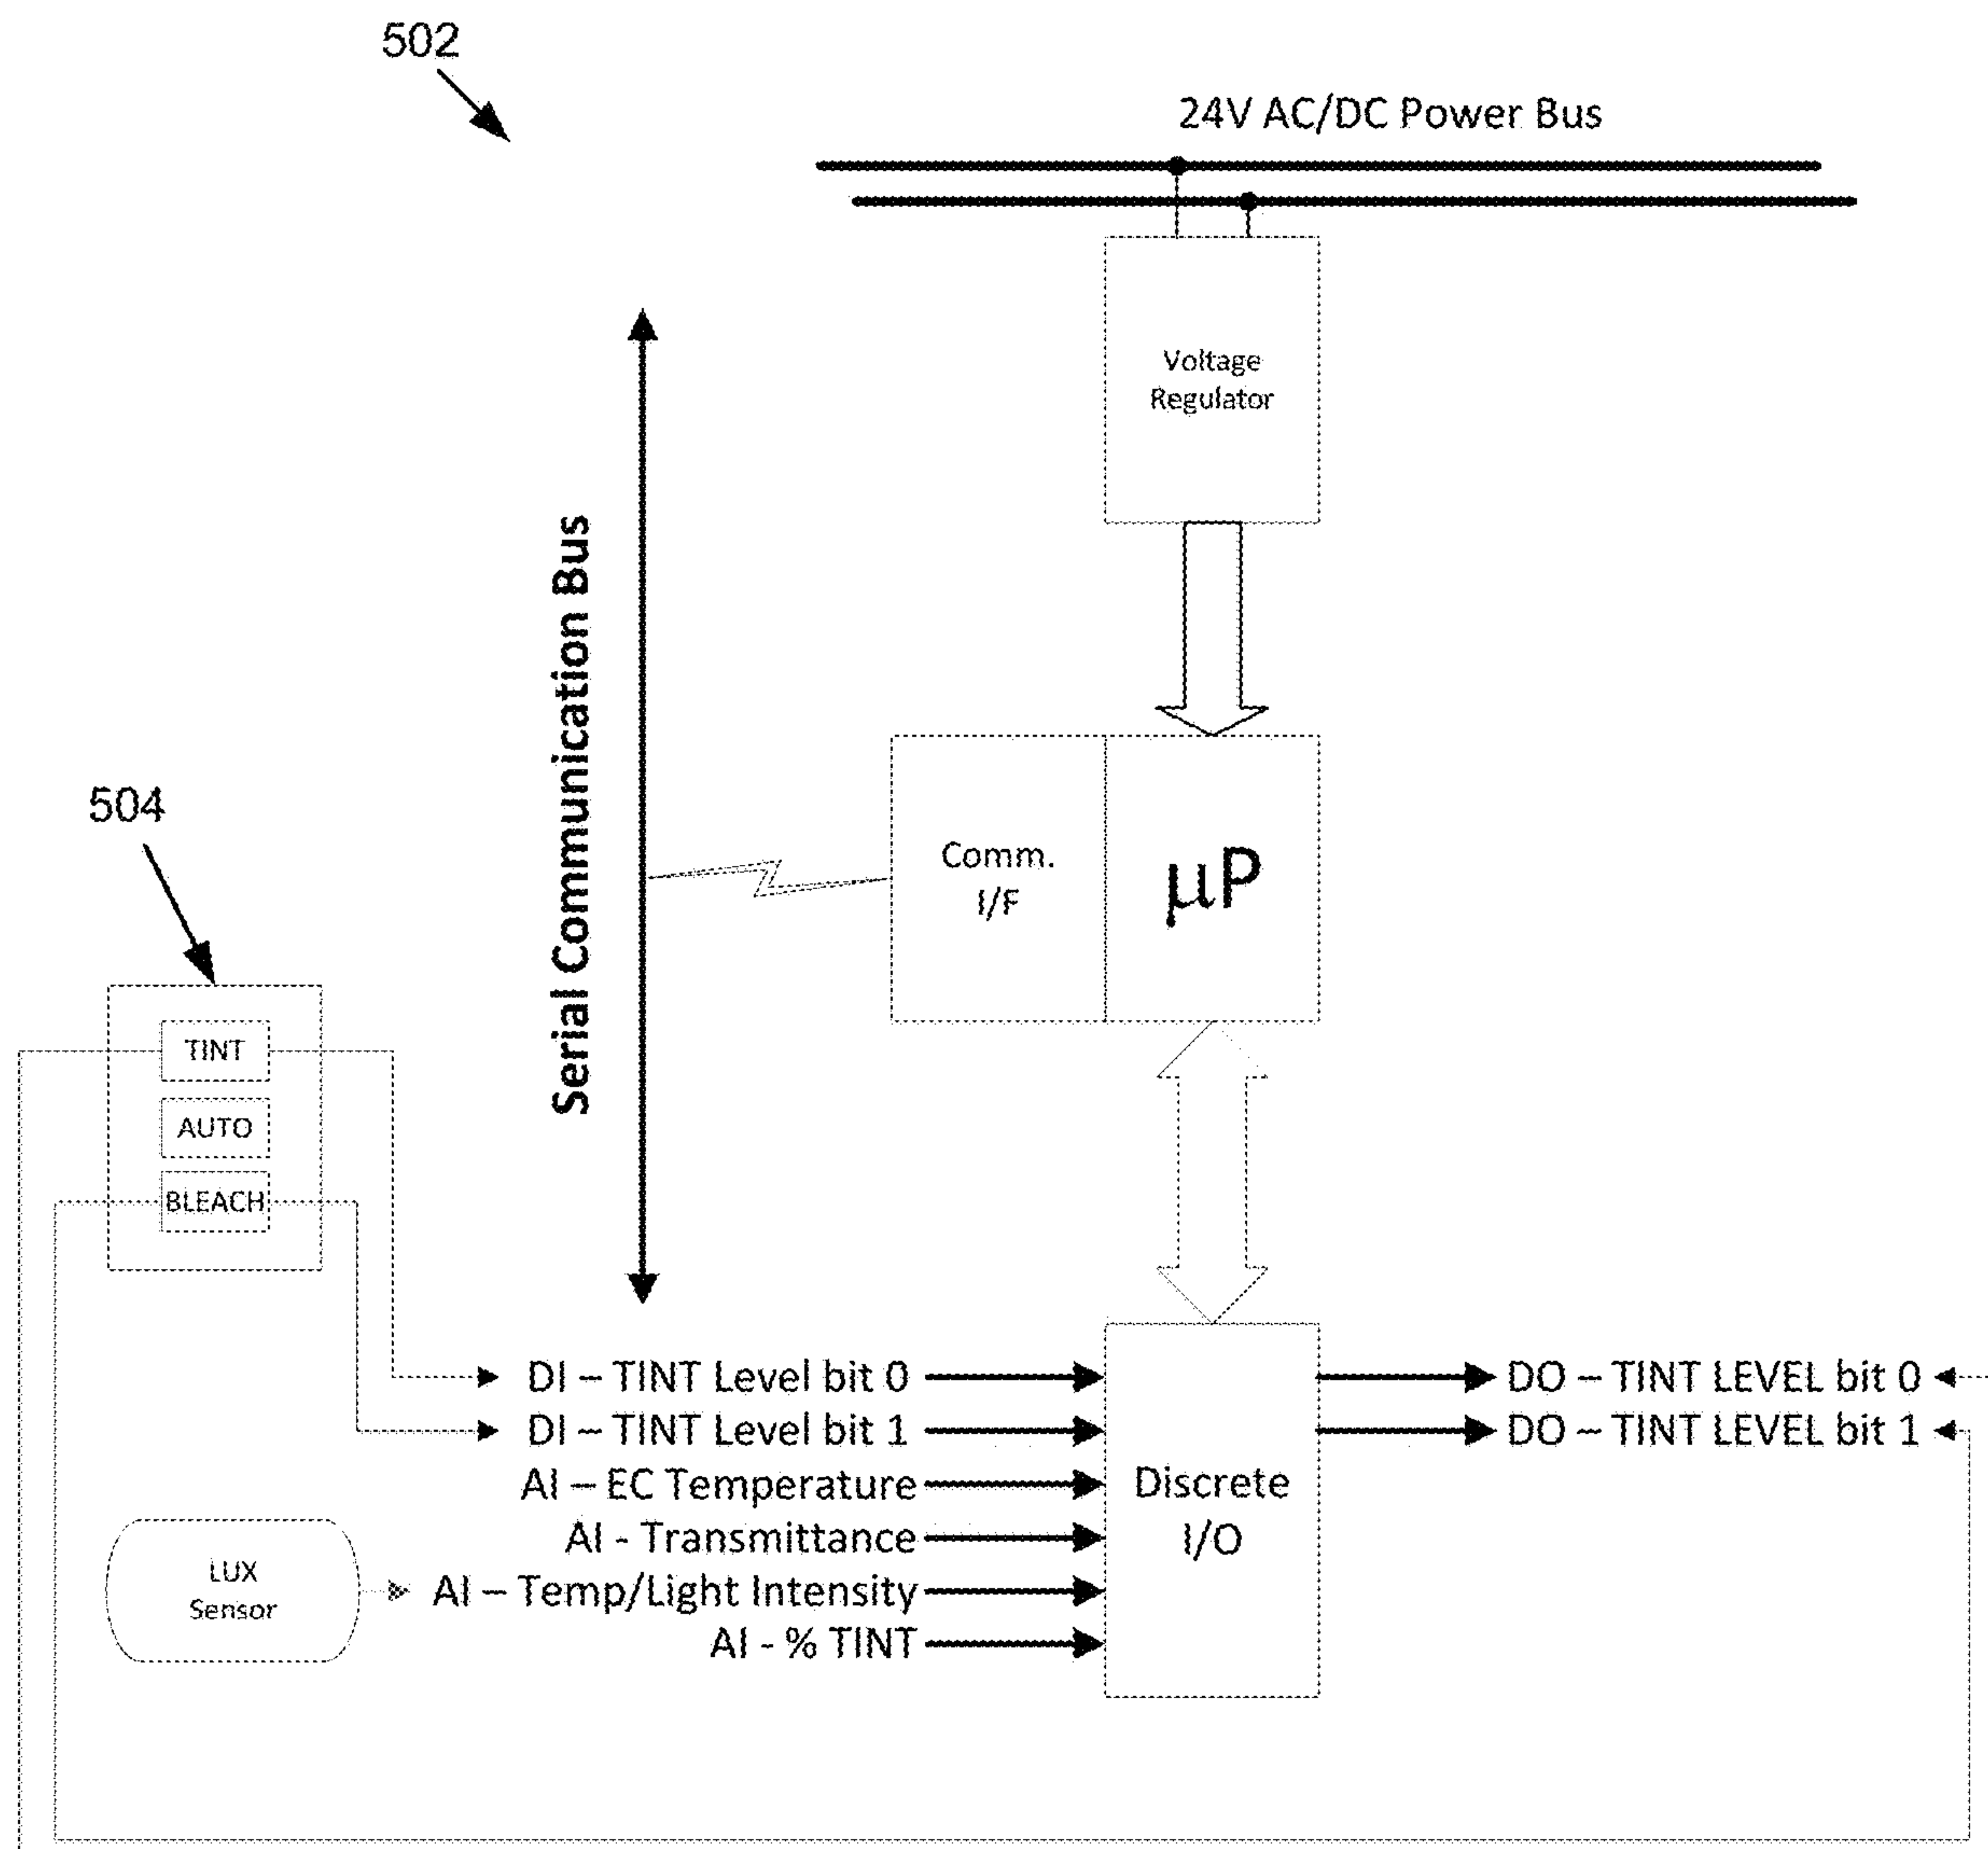 502
24V AC/DC Power Bus
Voltage
Regulator
Serial Communication Bus
504
Comm.
I/F
µP
TINT
AUTO
BLEACH
DI – TINT Level bit 0
DI – TINT Level bit 1
AI – EC Temperature
AI - Transmittance
AI – Temp/Light Intensity
AI - % TINT
LUX
Sensor
Discrete
I/O
DO – TINT LEVEL bit 0
DO – TINT LEVEL bit 1